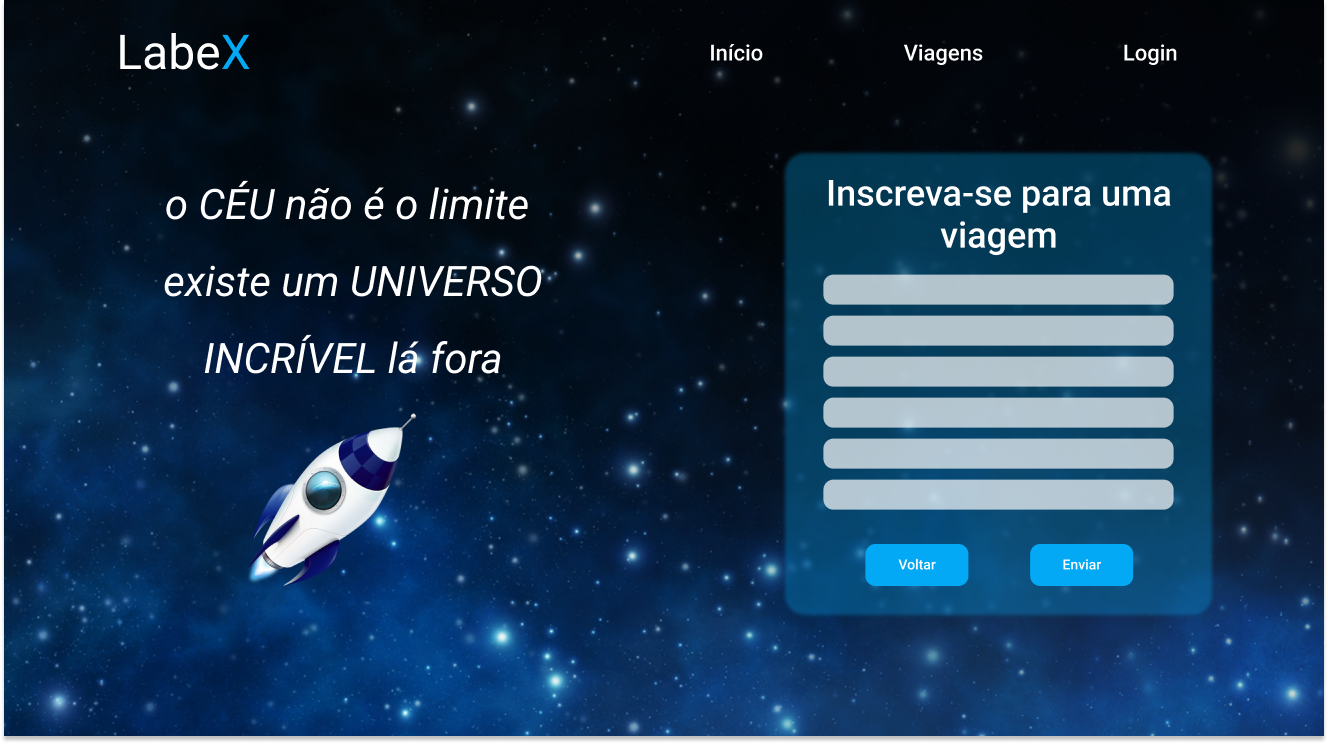 LabeX
Início
Viagens
Login
o CÉU não é o limite
existe um UNIVERSO
INCRÍVEL lá fora
Inscreva-se para uma
viagem
Voltar
Enviar